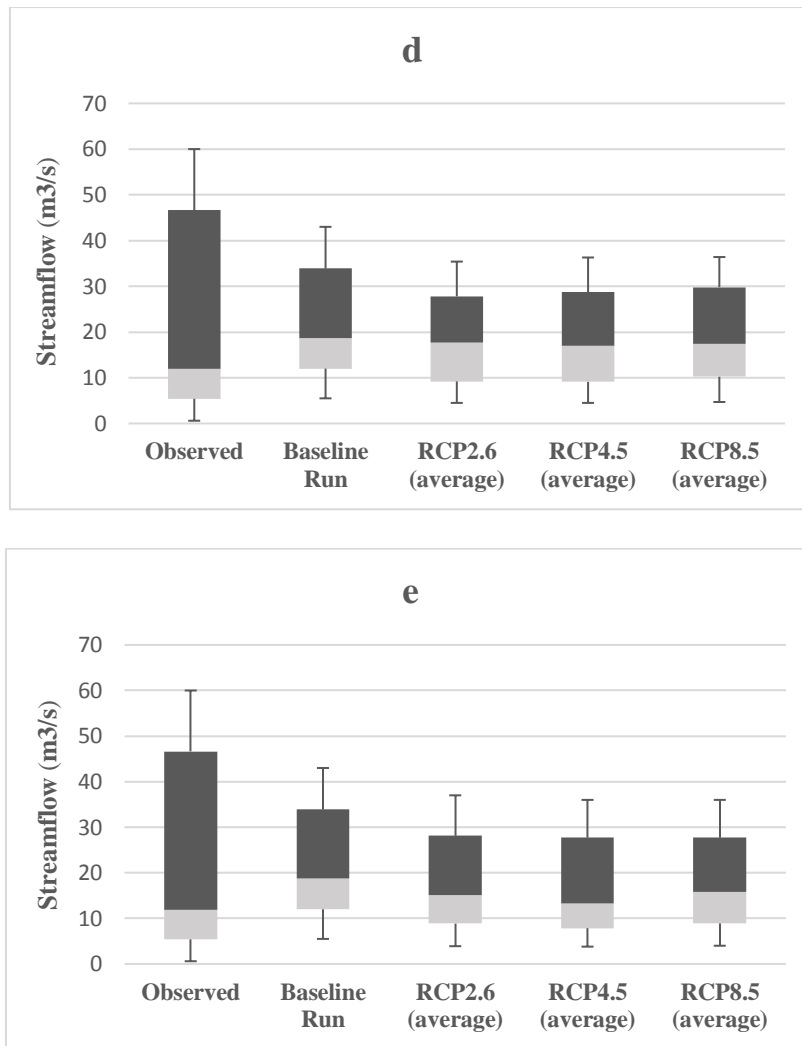 d
70
60
50
40
30
20
10
0
Streamflow (m3/s)
Observed
Baseline
Run
RCP2.6
(average)
RCP4.5
(average)
RCP8.5
(average)
e
70
60
50
40
30
20
10
0
Streamflow (m3/s)
Observed
Baseline
Run
RCP2.6
(average)
RCP4.5
(average)
RCP8.5
(average)